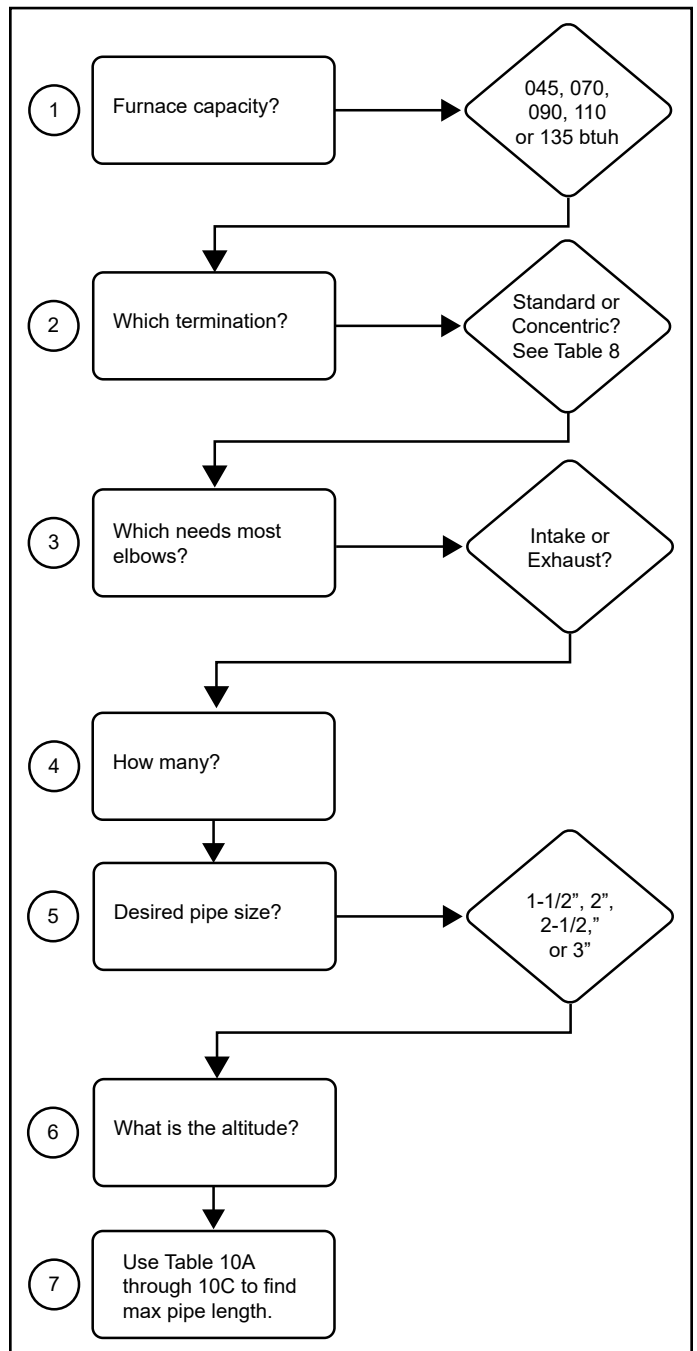 1
Furnace capacity?
045, 070,
090, 110
or 135 btuh
2
Which termination?
Standard or
Concentric?
See Table 8
3
Which needs most
elbows?
Intake or
Exhaust?
4
How many?
5
Desired pipe size?
1-1/2”, 2”,
2-1/2,”
or 3”
6
What is the altitude?
7
Use Table 10A
through 10C to find
max pipe length.